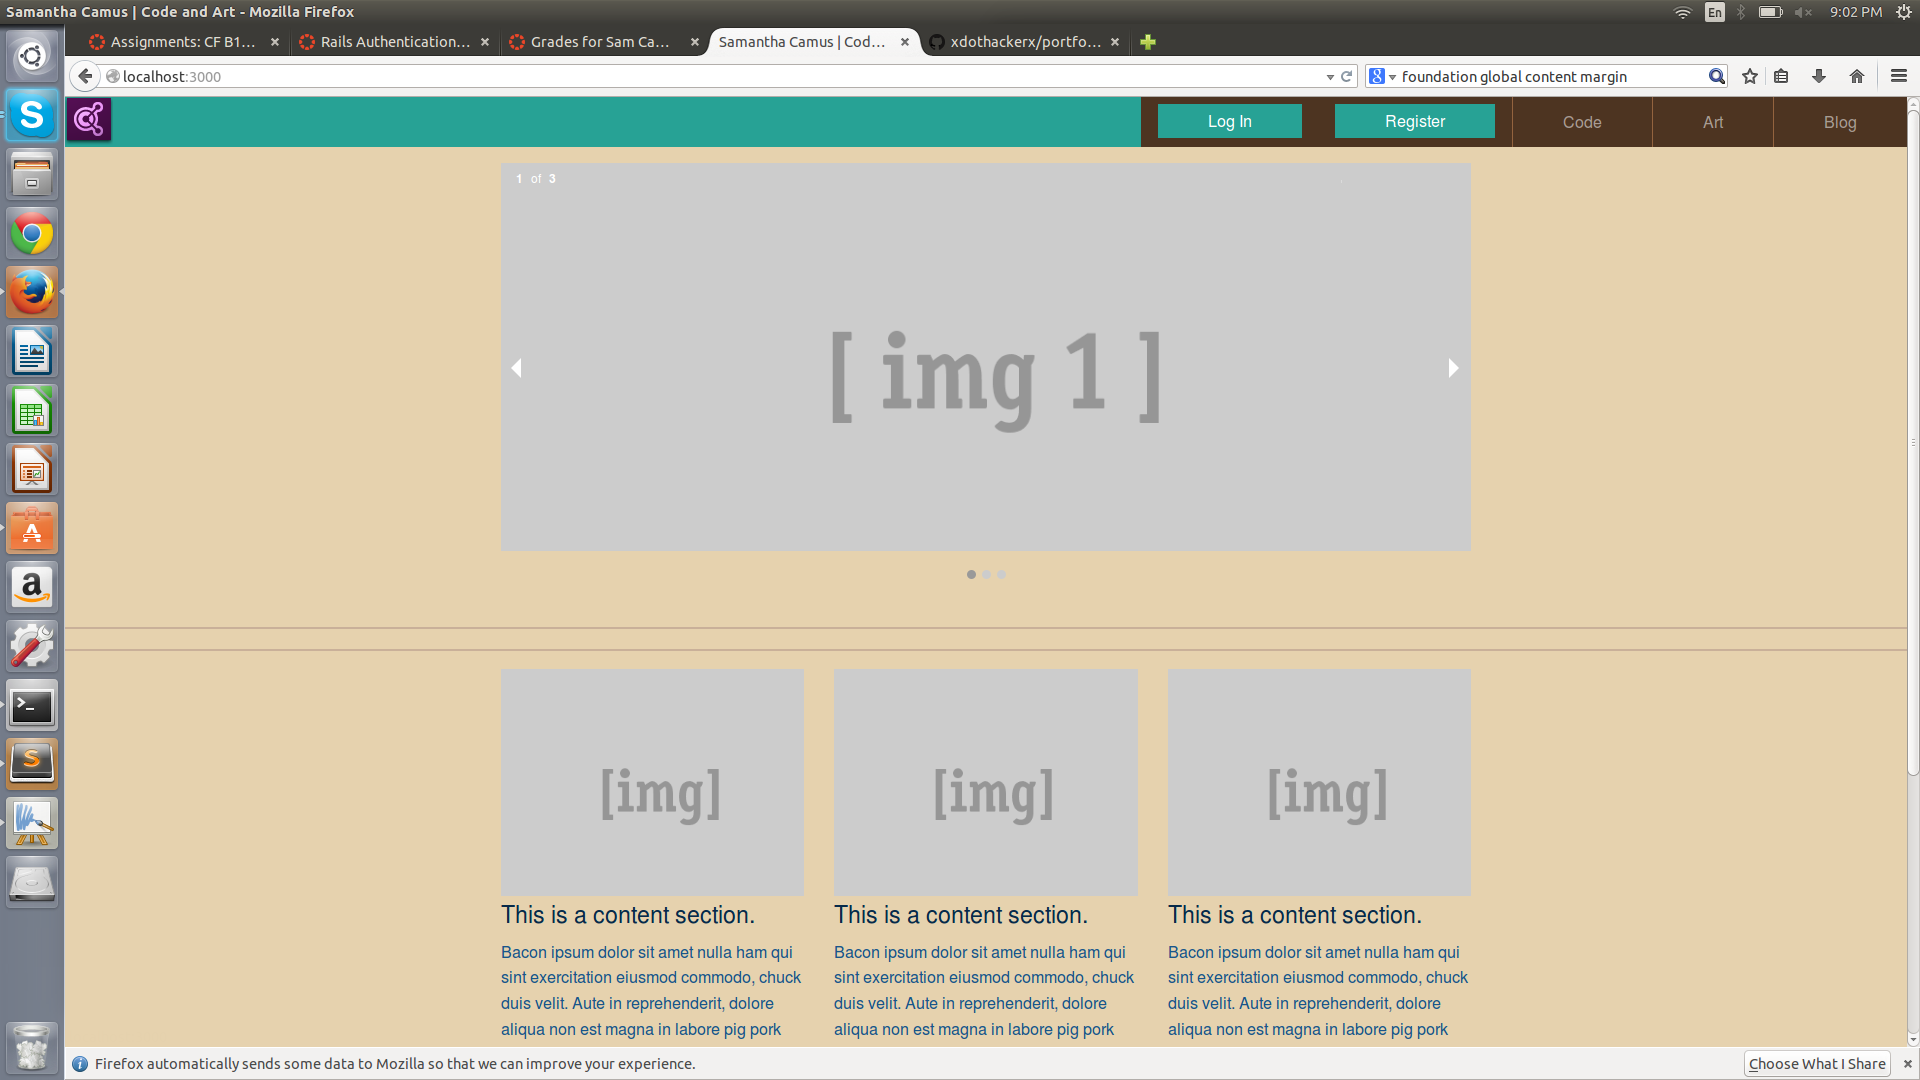 Samantha Camus | Code and Art - Mozilla Firefox
En
9:02 PM
Assignments: CF B1...
Rails Authentication...
Grades for Sam Ca...
Samantha Camus | Cod...
xdothackerx/portfo...
localhost:3000
8
foundation global content margin
Log In
Register
Code
Art
Blog
1 of 3
[ img 1 ]
[img]
[img]
[img]
This is a content section.
This is a content section.
This is a content section.
Bacon ipsum dolor sit amet nulla ham qui
sint exercitation eiusmod commodo, chuck
duis velit. Aute in reprehenderit, dolore
aliqua non est magna in labore pig pork
Bacon ipsum dolor sit amet nulla ham qui
sint exercitation eiusmod commodo, chuck
duis velit. Aute in reprehenderit, dolore
aliqua non est magna in labore pig pork
Bacon ipsum dolor sit amet nulla ham qui
sint exercitation eiusmod commodo, chuck
duis velit. Aute in reprehenderit, dolore
aliqua non est magna in labore pig pork
Firefox automatically sends some data to Mozilla so that we can improve your experience.
Choose What I Share